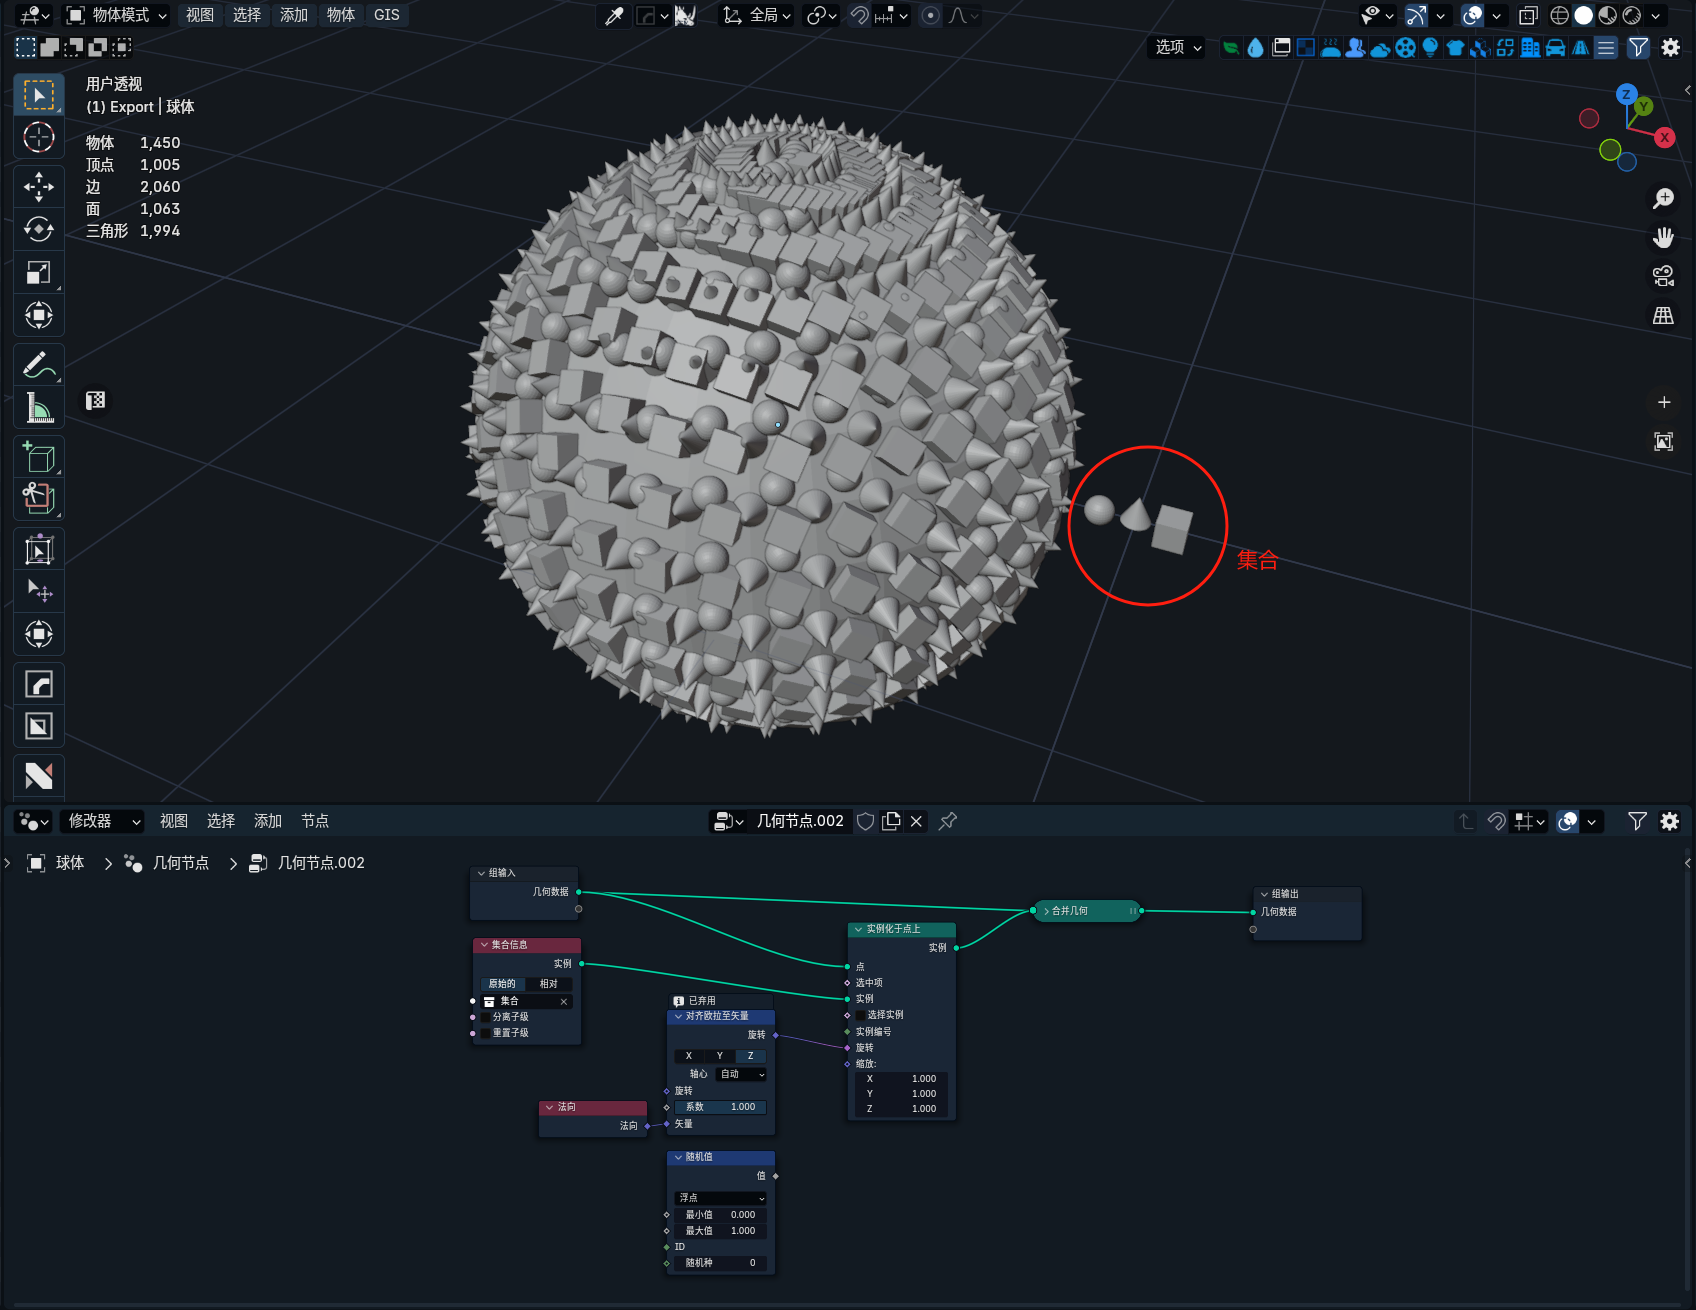 物体模式 视图 选择 添加 物体 GIS 全局
选项
用户透视
(1) Export | 球体
物体 1,450
顶点 1,005
边 2,060
面 1,063
三角形 1,994
Z
Y
X
集合
修改器 视图 选择 添加 节点 几何节点.002
球体 几何节点 几何节点.002
组输入
几何数据
集合信息
实例
原始的 相对
集合
分离子级
重置子级
已弃用
对齐欧拉至矢量
旋转
X Y Z
轴心 自动
旋转
系数 1.000
矢量
法向
法向
随机值
值
浮点
最小值 0.000
最大值 1.000
ID
随机种 0
实例化于点上
实例
点
选中项
实例
选择实例
实例编号
旋转
缩放:
X 1.000
Y 1.000
Z 1.000
合并几何
组输出
几何数据